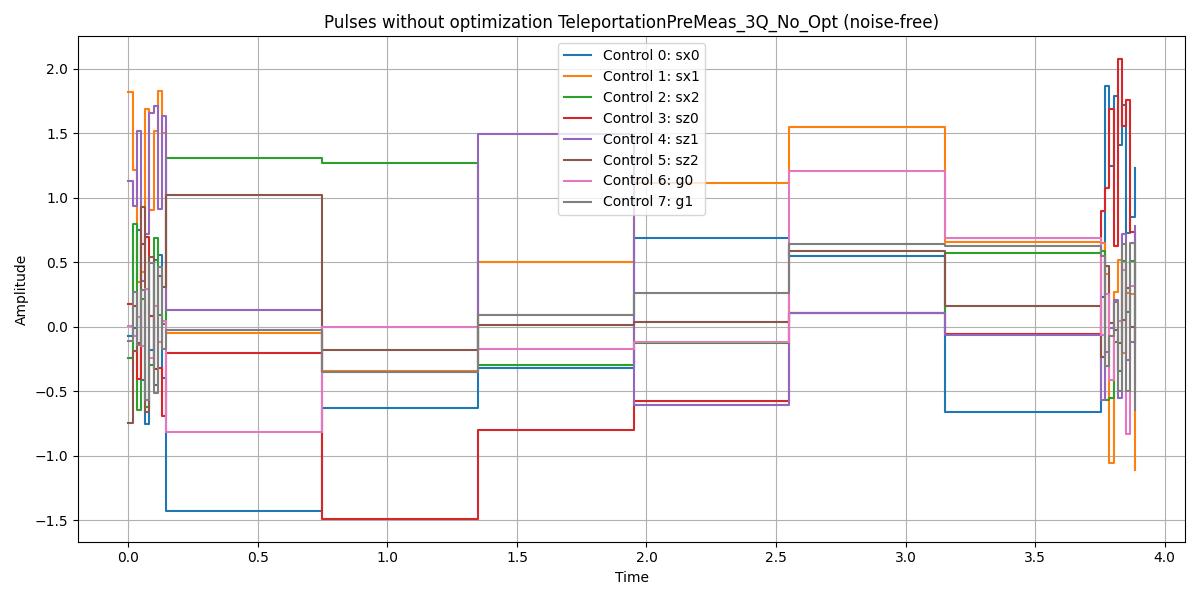 Pulses without optimization TeleportationPreMeas_3Q_No_Opt (noise-free)
Control 0: sx0
Control 1: sx1
Control 2: sx2
Control 3: sz0
Control 4: sz1
Control 5: sz2
Control 6: g0
Control 7: g1
Amplitude
2.0
1.5
1.0
0.5
0.0
−0.5
−1.0
−1.5
0.0 0.5 1.0 1.5 2.0 2.5 3.0 3.5 4.0
Time